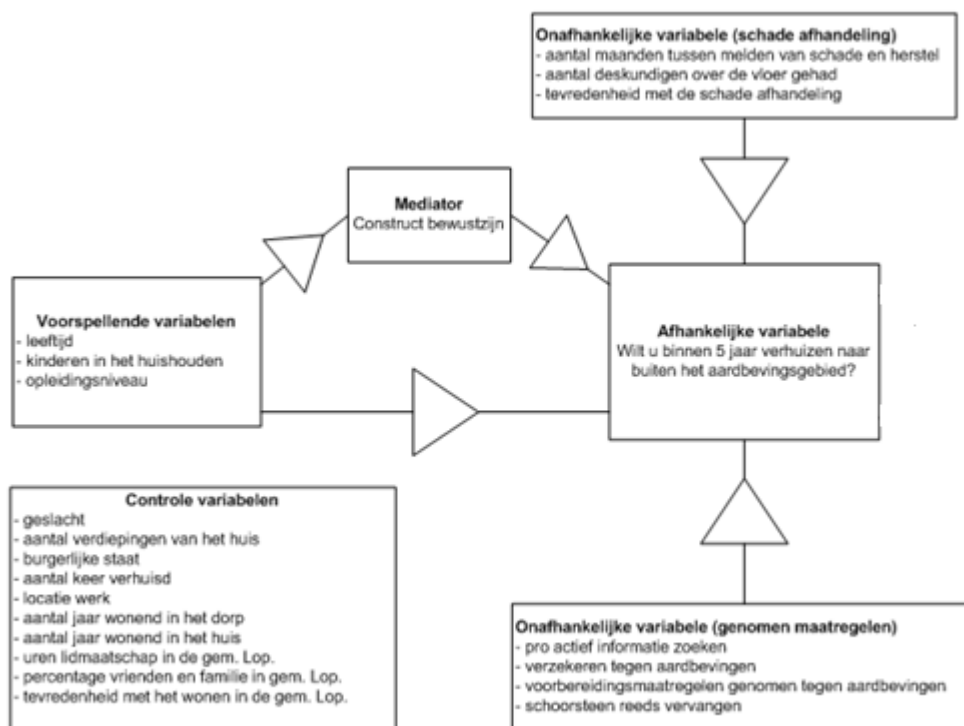 Onafhankelijke variabele (schade afhandeling)
- aantal maanden tussen melden van schade en herstel
- aantal deskundigen over de vloer gehad
- tevredenheid met de schade afhandeling
Mediator
Construct bewustzijn
Voorspellende variabelen
- leeftijd
- kinderen in het huishouden
- opleidingsniveau
Afhankelijke variabele
Wilt u binnen 5 jaar verhuizen naar
buiten het aardbevingsgebied?
Controle variabelen
- geslacht
- aantal verdiepingen van het huis
- burgerlijke staat
- aantal keer verhuisd
- locatie werk
- aantal jaar wonend in het dorp
- aantal jaar wonend in het huis
- uren lidmaatschap in de gem. Lop.
- percentage vrienden en familie in gem. Lop.
- tevredenheid met het wonen in de gem. Lop.
Onafhankelijke variabele (genomen maatregelen)
- pro actief informatie zoeken
- verzekeren tegen aardbevingen
- voorbereidingsmaatregelen genomen tegen aardbevingen
- schoorsteen reeds vervangen